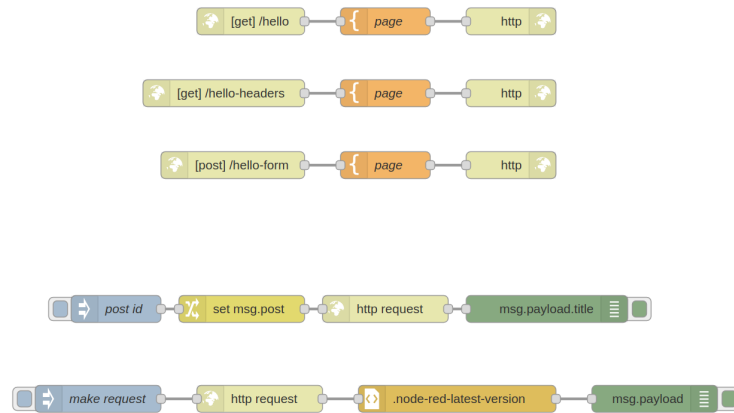 [get] /hello page http
[get] /hello-headers page http
[post] /hello-form page http
post id set msg.post http request msg.payload.title
make request http request .node-red-latest-version msg.payload